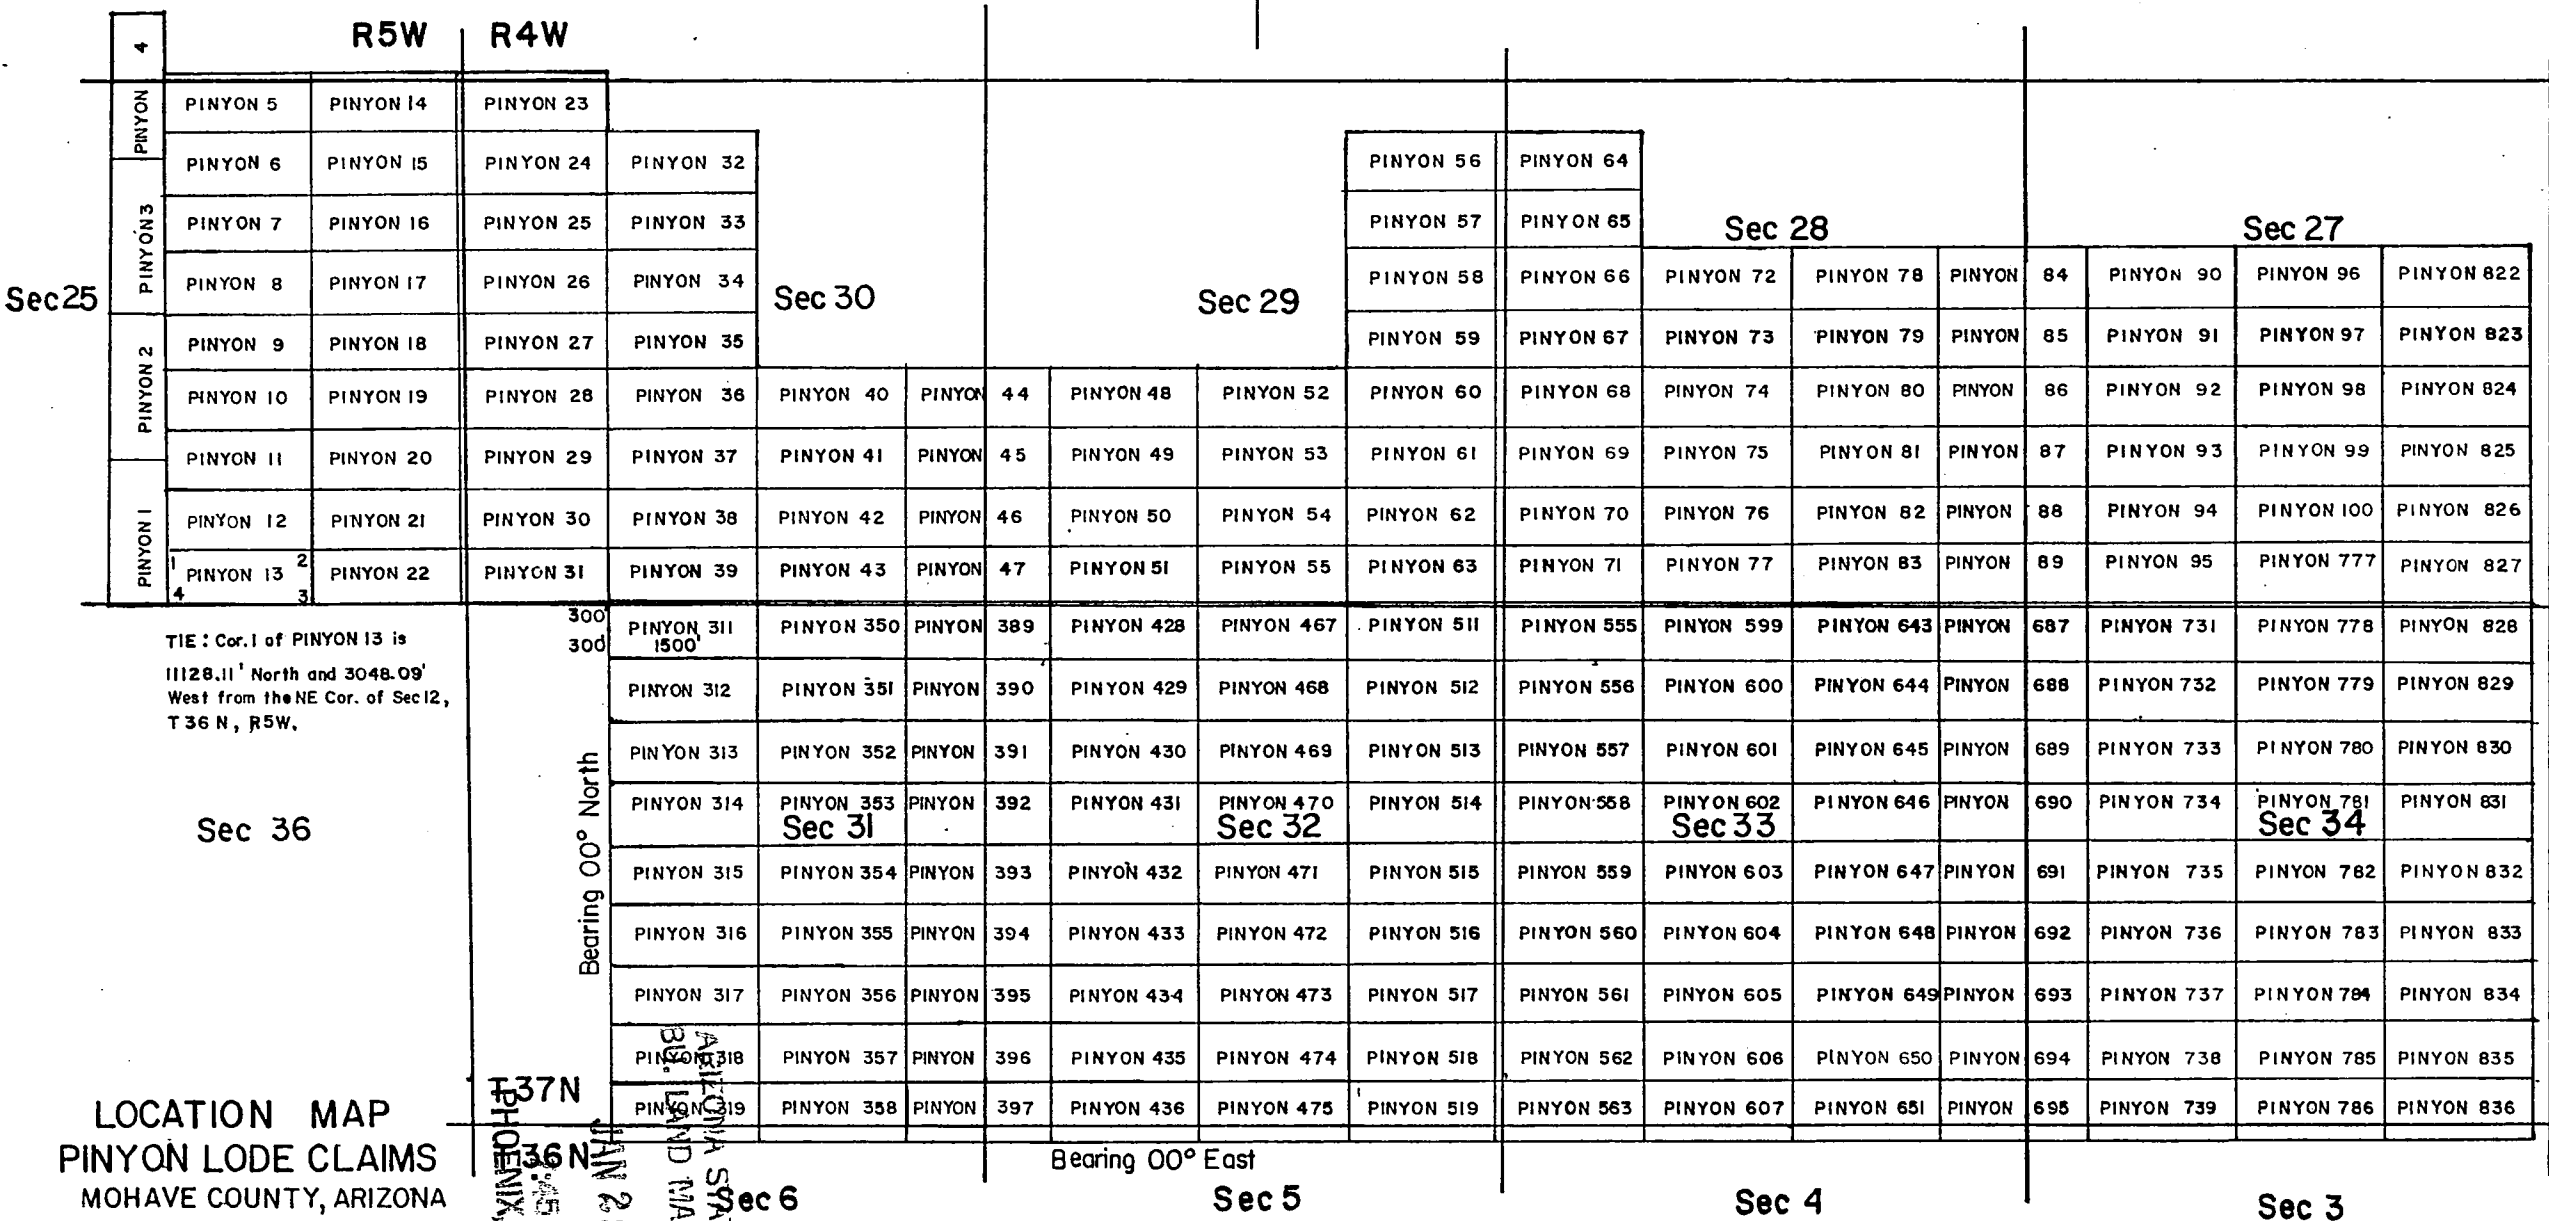 R5W R4W
4
PINYON
PINYON 5 PINYON 14 PINYON 23
PINYON 6 PINYON 15 PINYON 24 PINYON 32 PINYON 56 PINYON 64
PINYON 3
PINYON 7 PINYON 16 PINYON 25 PINYON 33 PINYON 57 PINYON 65 Sec 28 Sec 27
Sec 25 PINYON 8 PINYON 17 PINYON 26 PINYON 34 Sec 30 Sec 29 PINYON 58 PINYON 66 PINYON 72 PINYON 78 PINYON 84 PINYON 90 PINYON 96 PINYON 822
PINYON 2
PINYON 9 PINYON 18 PINYON 27 PINYON 35 PINYON 59 PINYON 67 PINYON 73 PINYON 79 PINYON 85 PINYON 91 PINYON 97 PINYON 823
PINYON 10 PINYON 19 PINYON 28 PINYON 36 PINYON 40 PINYON 44 PINYON 48 PINYON 52 PINYON 60 PINYON 68 PINYON 74 PINYON 80 PINYON 86 PINYON 92 PINYON 98 PINYON 824
PINYON 11 PINYON 20 PINYON 29 PINYON 37 PINYON 41 PINYON 45 PINYON 49 PINYON 53 PINYON 61 PINYON 69 PINYON 75 PINYON 81 PINYON 87 PINYON 93 PINYON 99 PINYON 825
PINYON 1
PINYON 12 PINYON 21 PINYON 30 PINYON 38 PINYON 42 PINYON 46 PINYON 50 PINYON 54 PINYON 62 PINYON 70 PINYON 76 PINYON 82 PINYON 88 PINYON 94 PINYON 100 PINYON 826
1 2
PINYON 13 PINYON 22 PINYON 31 PINYON 39 PINYON 43 PINYON 47 PINYON 51 PINYON 55 PINYON 63 PINYON 71 PINYON 77 PINYON 83 PINYON 89 PINYON 95 PINYON 777 PINYON 827
4 3
TIE: Cor. 1 of PINYON 13 is
11128.11' North and 3048.09'
West from the NE Cor. of Sec 12,
T 36 N, R5W.
300'
300'
PINYON 311 PINYON 350 PINYON 389 PINYON 428 PINYON 467 PINYON 511 PINYON 555 PINYON 599 PINYON 643 PINYON 687 PINYON 731 PINYON 778 PINYON 828
1500'
PINYON 312 PINYON 351 PINYON 390 PINYON 429 PINYON 468 PINYON 512 PINYON 556 PINYON 600 PINYON 644 PINYON 688 PINYON 732 PINYON 779 PINYON 829
PINYON 313 PINYON 352 PINYON 391 PINYON 430 PINYON 469 PINYON 513 PINYON 557 PINYON 601 PINYON 645 PINYON 689 PINYON 733 PINYON 780 PINYON 830
PINYON 314 PINYON 353 PINYON 392 PINYON 431 PINYON 470 PINYON 514 PINYON 558 PINYON 602 PINYON 646 PINYON 690 PINYON 734 PINYON 781 PINYON 831
Sec 36 Sec 31 Sec 32 Sec 33 Sec 34
Bearing 00° North
PINYON 315 PINYON 354 PINYON 393 PINYON 432 PINYON 471 PINYON 515 PINYON 559 PINYON 603 PINYON 647 PINYON 691 PINYON 735 PINYON 782 PINYON 832
PINYON 316 PINYON 355 PINYON 394 PINYON 433 PINYON 472 PINYON 516 PINYON 560 PINYON 604 PINYON 648 PINYON 692 PINYON 736 PINYON 783 PINYON 833
PINYON 317 PINYON 356 PINYON 395 PINYON 434 PINYON 473 PINYON 517 PINYON 561 PINYON 605 PINYON 649 PINYON 693 PINYON 737 PINYON 784 PINYON 834
PINYON 318 PINYON 357 PINYON 396 PINYON 435 PINYON 474 PINYON 518 PINYON 562 PINYON 606 PINYON 650 PINYON 694 PINYON 738 PINYON 785 PINYON 835
PINYON 319 PINYON 358 PINYON 397 PINYON 436 PINYON 475 PINYON 519 PINYON 563 PINYON 607 PINYON 651 PINYON 695 PINYON 739 PINYON 786 PINYON 836
T37N
T36N
Bearing 00° East
Sec 6 Sec 5 Sec 4 Sec 3
LOCATION MAP
PINYON LODE CLAIMS
MOHAVE COUNTY, ARIZONA
ARIZONA
LAND
JAN
PHOENIX,